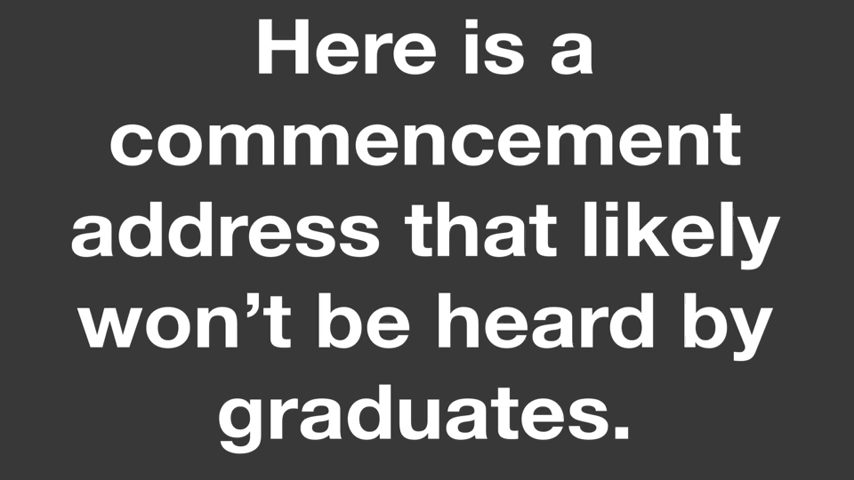 Here is a
commencement
address that likely
won’t be heard by
graduates.